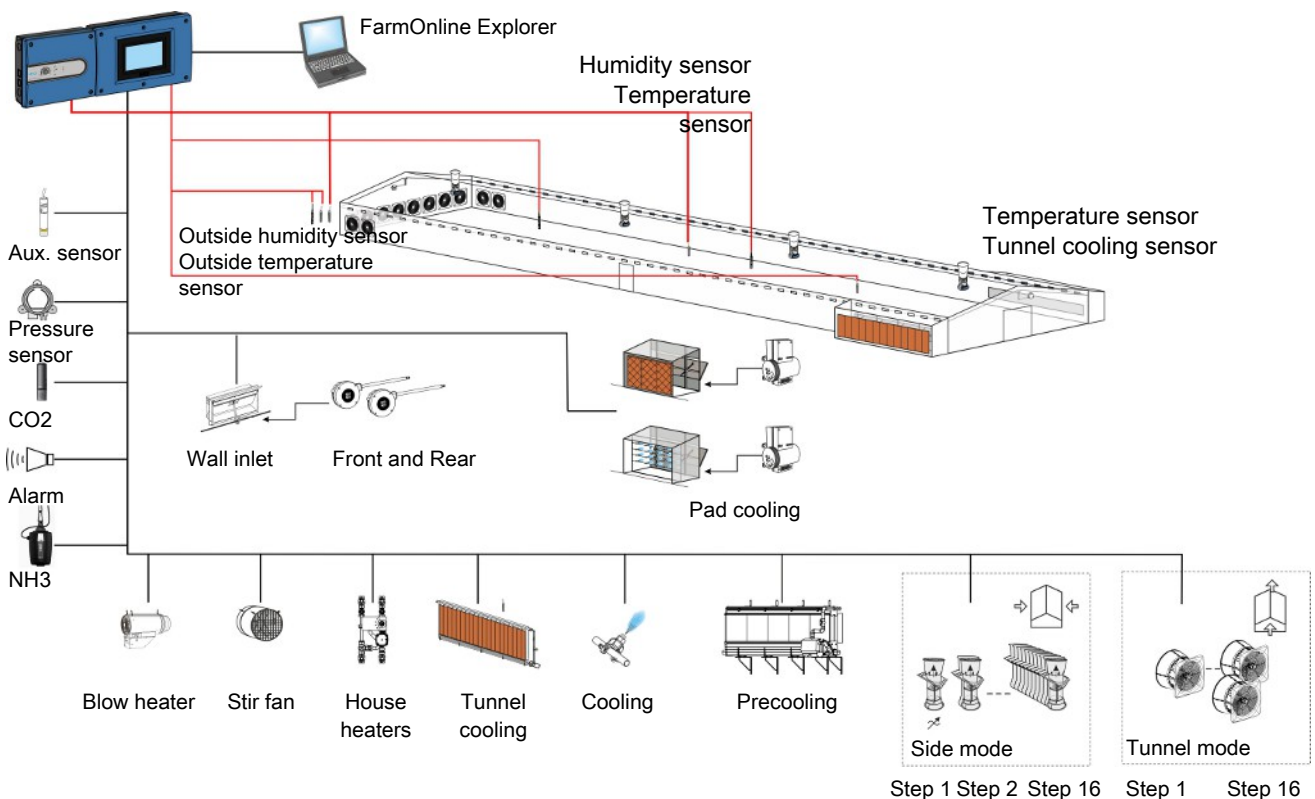 FarmOnline Explorer
Humidity sensor
Temperature
sensor
Temperature sensor
Tunnel cooling sensor
Outside humidity sensor
Outside temperature
sensor
Aux. sensor
Pressure
sensor
CO2
Alarm
NH3
Wall inlet
Front and Rear
Pad cooling
Blow heater
Stir fan
House
heaters
Tunnel
cooling
Cooling
Precooling
Side mode
Tunnel mode
Step 1 Step 2 Step 16
Step 1 Step 16